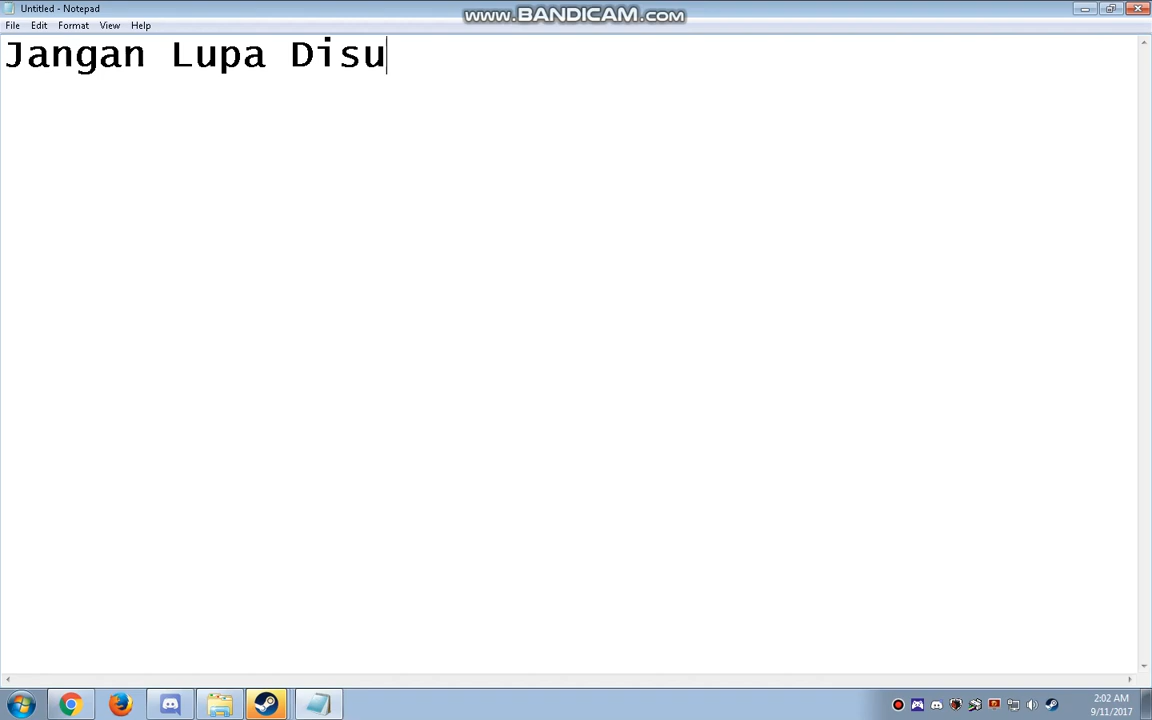 Untitled - Notepad
www.BANDICAM.com
File Edit Format View Help
Jangan Lupa Disu
2:02 AM
9/11/2017